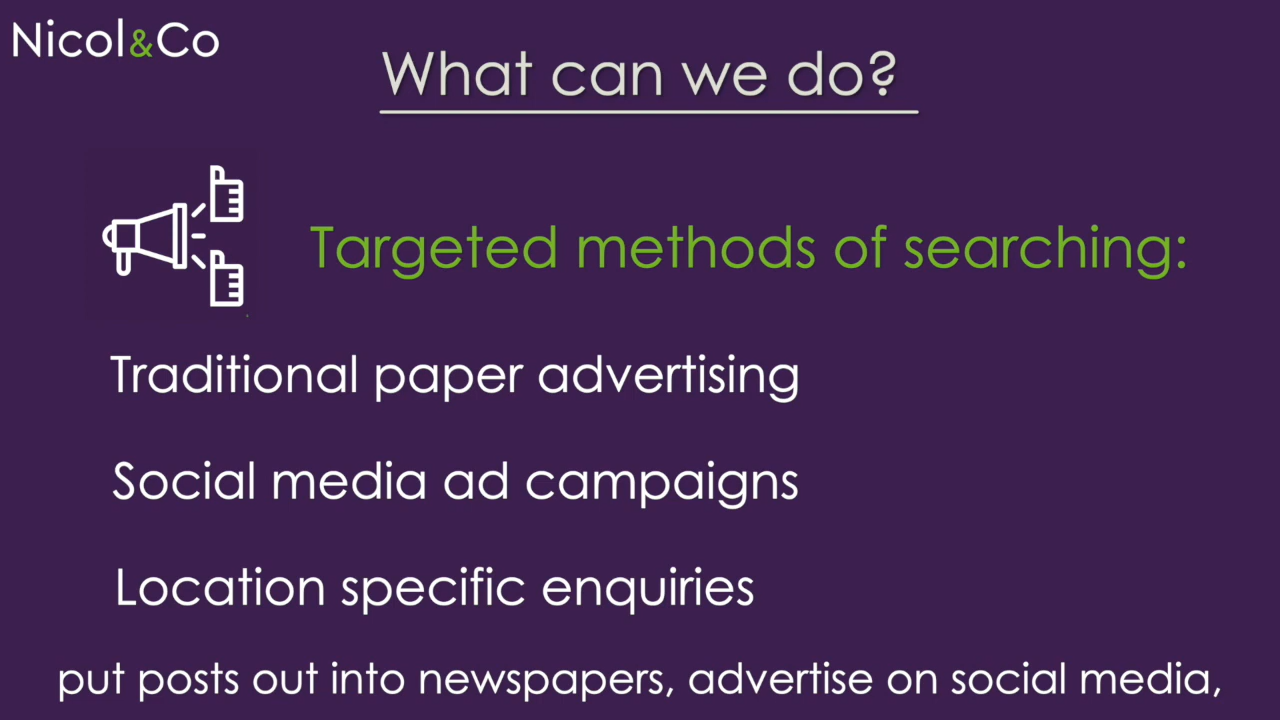 Nicol&Co
What can we do?
Targeted methods of searching:
Traditional paper advertising
Social media ad campaigns
Location specific enquiries
put posts out into newspapers, advertise on social media,